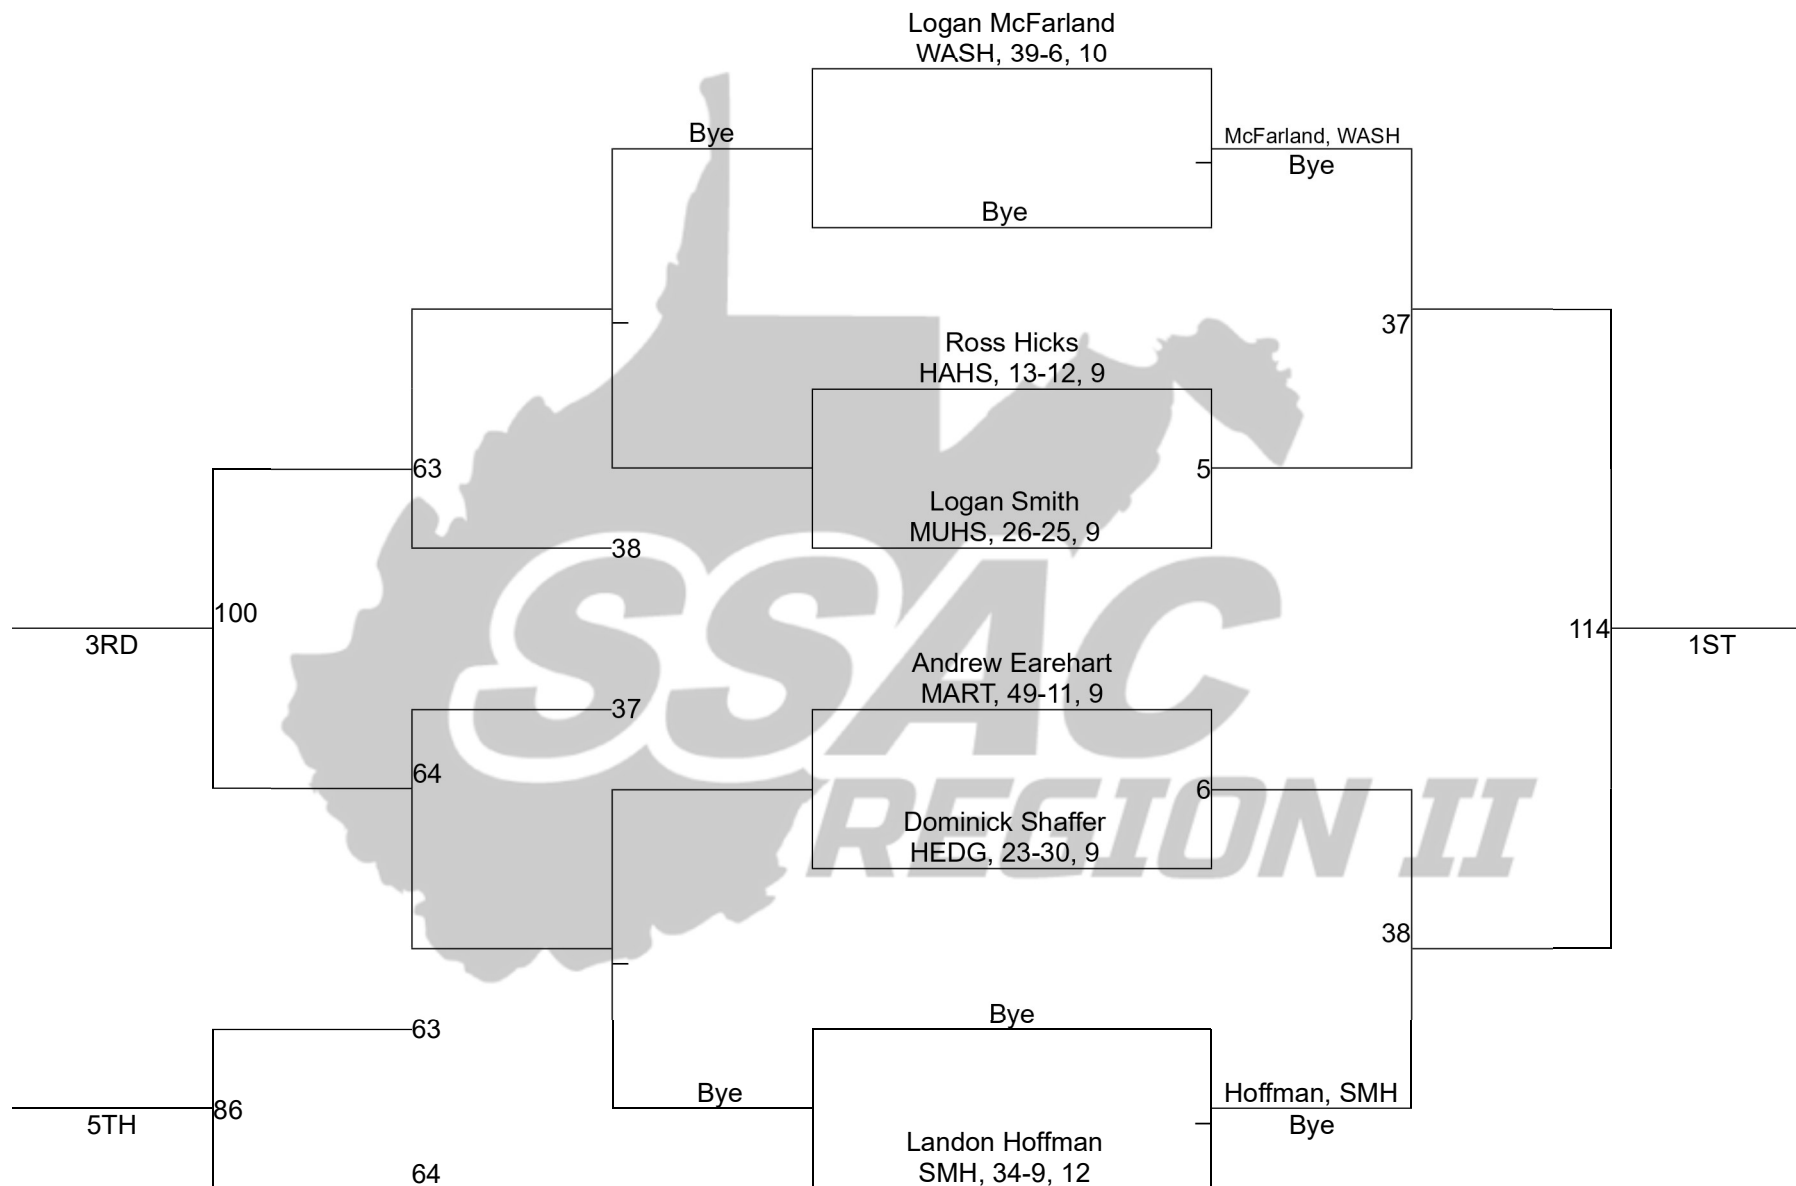 Logan McFarland
WASH, 39-6, 10
Bye
McFarland, WASH
Bye
Bye
37
Ross Hicks
HAHS, 13-12, 9
63
5
Logan Smith
MUHS, 26-25, 9
38
SSAC
100
3RD
114
1ST
Andrew Earehart
MART, 49-11, 9
37
64
6
REGION II
Dominick Shaffer
HEDG, 23-30, 9
38
Bye
63
Bye
Hoffman, SMH
Bye
86
5TH
Landon Hoffman
SMH, 34-9, 12
64